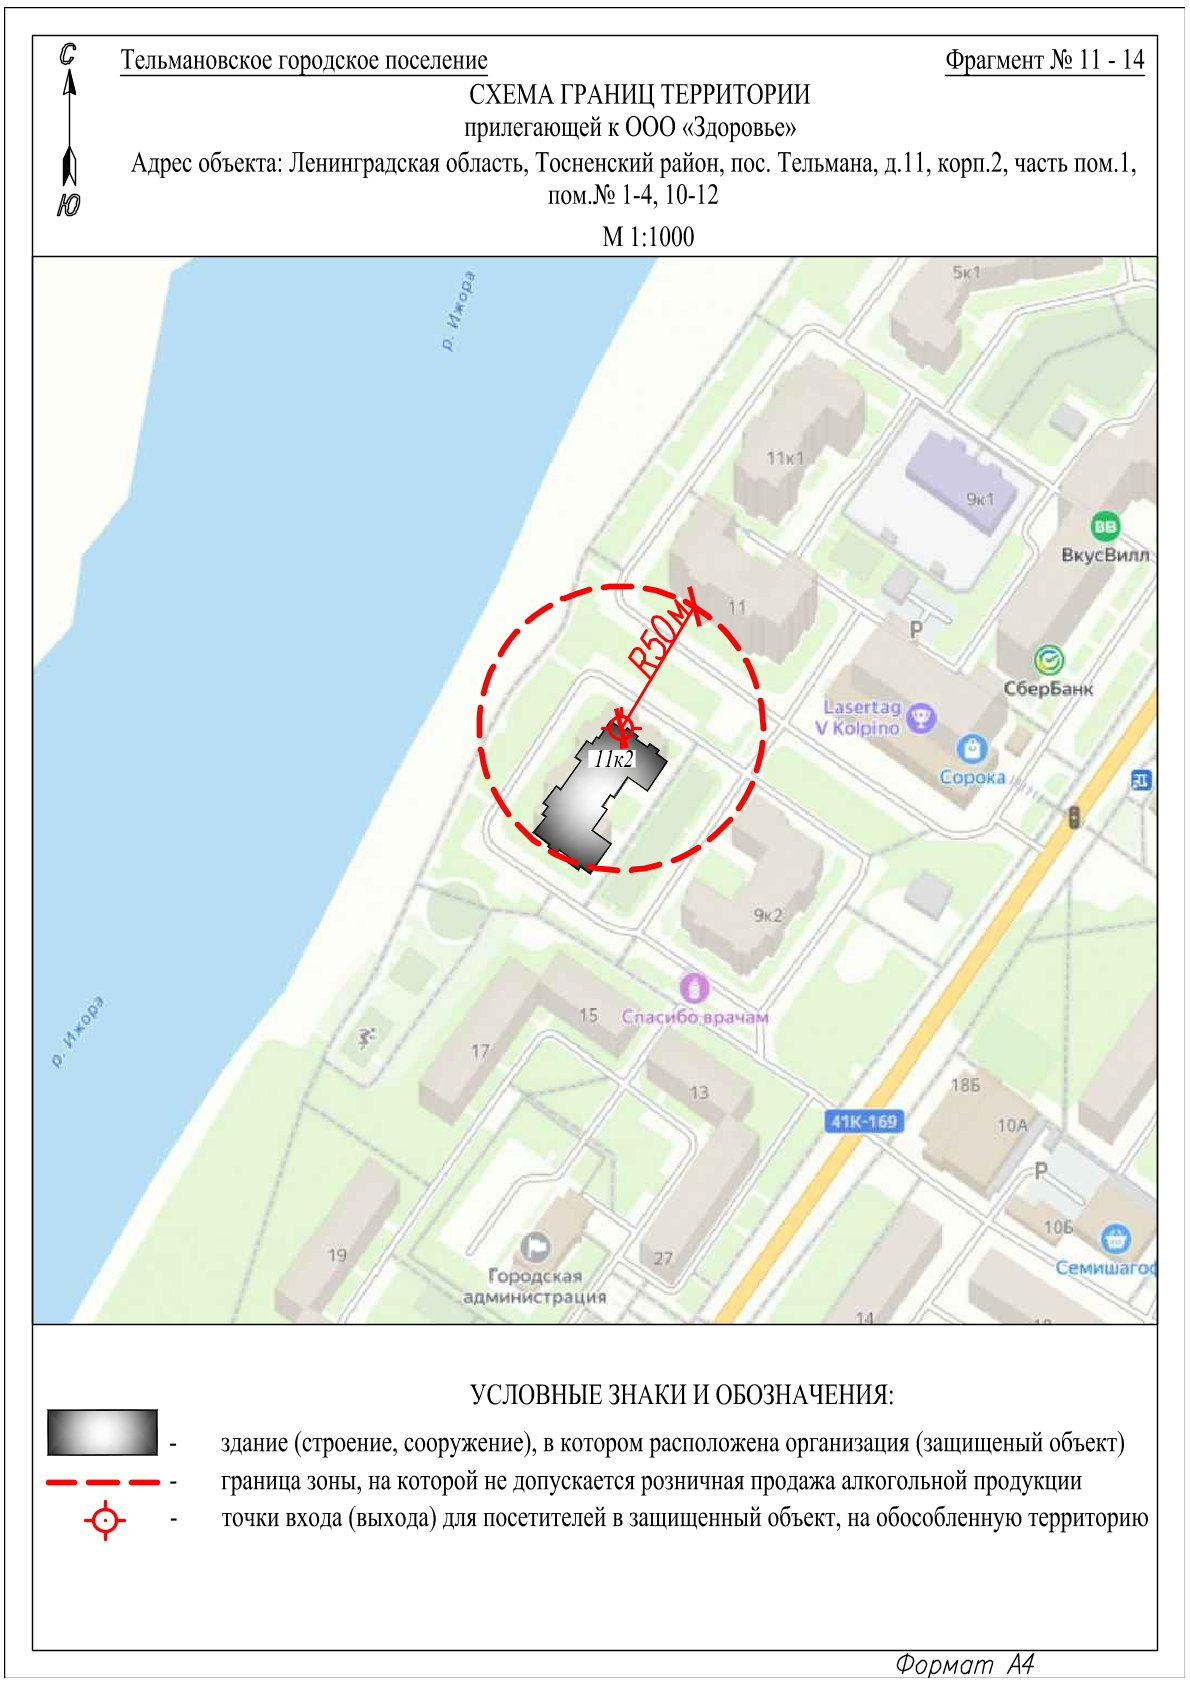 С
Тельмановское городское поселение
Фрагмент № 11 - 14
СХЕМА ГРАНИЦ ТЕРРИТОРИИ
прилегающей к ООО «Здоровье»
Адрес объекта: Ленинградская область, Тосненский район, пос. Тельмана, д.11, корп.2, часть пом.1,
пом.№ 1-4, 10-12
Ю
М 1:1000
5к1
р. Ижора
11к1
9к1
ВкусВилл
11
R50м
P
СберБанк
Lasertag
V Kolpino
11к2
Сорока
9к2
р. Ижора
15
Спасибо врачам
17
13
18Б
41К-169
10А
P
10Б
19
27
Городская
администрация
Семишагоф
14
УСЛОВНЫЕ ЗНАКИ И ОБОЗНАЧЕНИЯ:
- здание (строение, сооружение), в котором расположена организация (защищеный объект)
- граница зоны, на которой не допускается розничная продажа алкогольной продукции
- точки входа (выхода) для посетителей в защищенный объект, на обособленную территорию
Формат А4